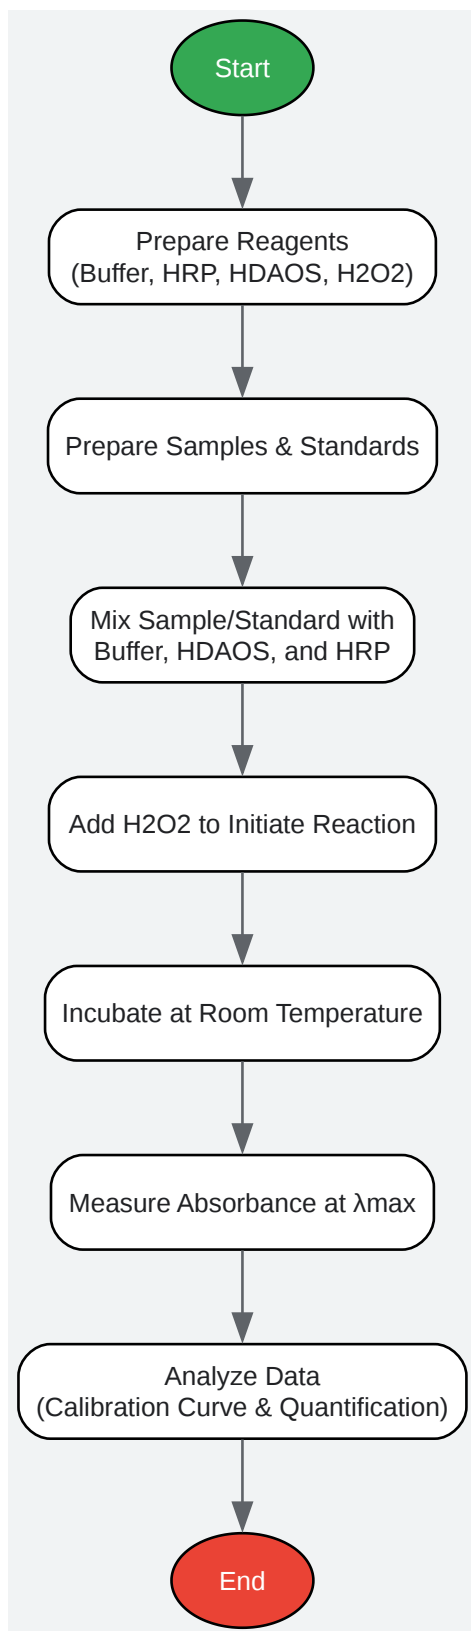 Start
Prepare Reagents
(Buffer, HRP, HDAOS, H2O2)
Prepare Samples & Standards
Mix Sample/Standard with
Buffer, HDAOS, and HRP
Add H2O2 to Initiate Reaction
Incubate at Room Temperature
Measure Absorbance at λmax
Analyze Data
(Calibration Curve & Quantification)
End